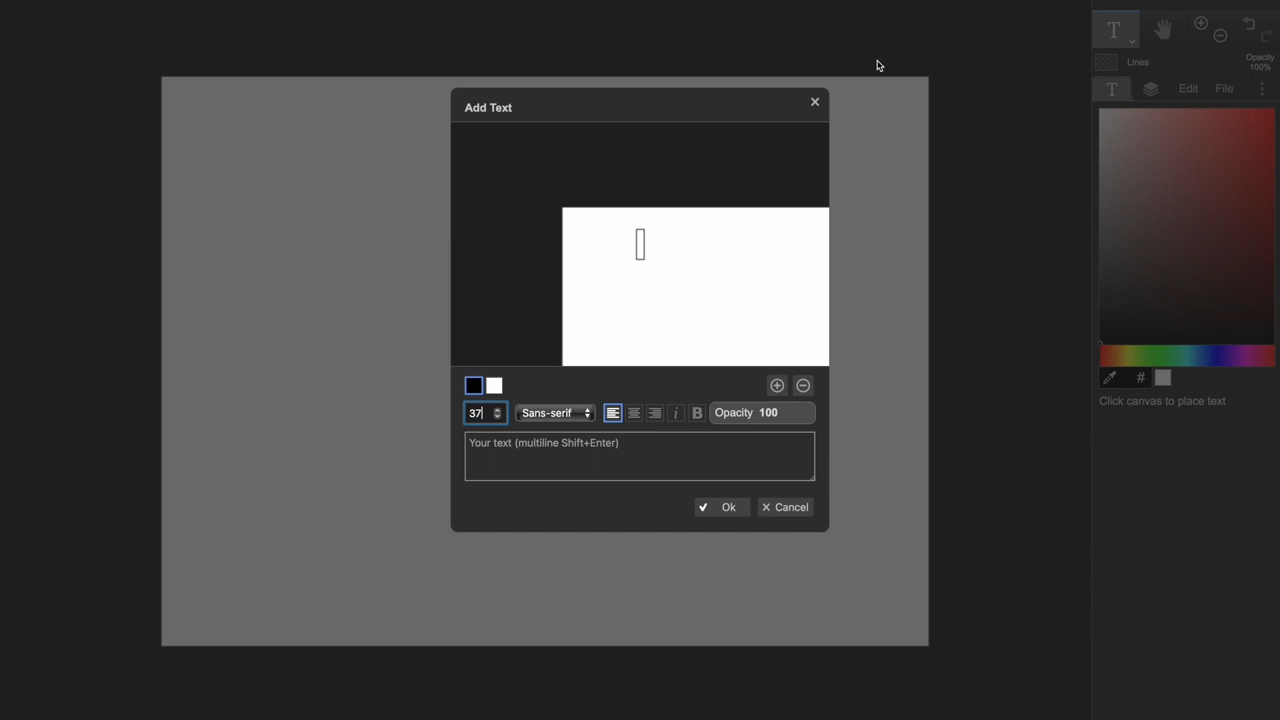 T
Lines
Opacity
100%
T Edit File
Add Text
#
Click canvas to place text
37 Sans-serif i B Opacity 100
Your text (multiline Shift+Enter)
Ok Cancel